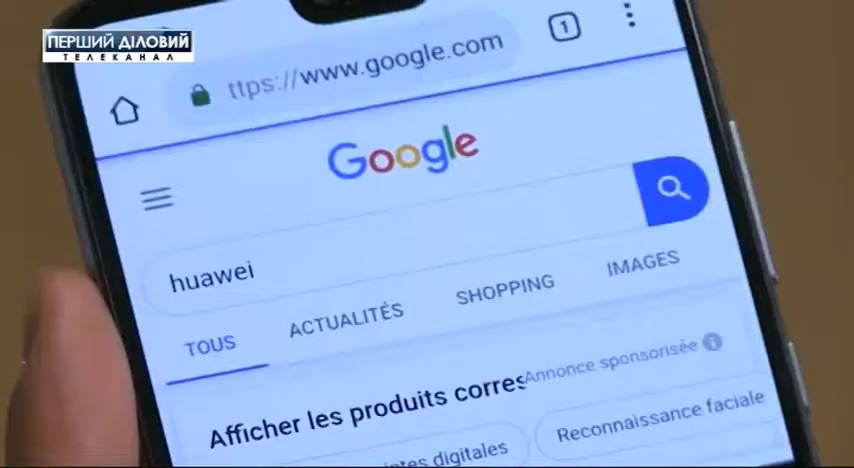 ПЕРШИЙ ДІЛОВИЙ
ТЕЛЕКАНАЛ
1
ttps://www.google.com
Google
huawei
TOUS ACTUALITÉS SHOPPING IMAGES
Annonce sponsorisée
Afficher les produits corres
digitales
Reconnaissance faciale